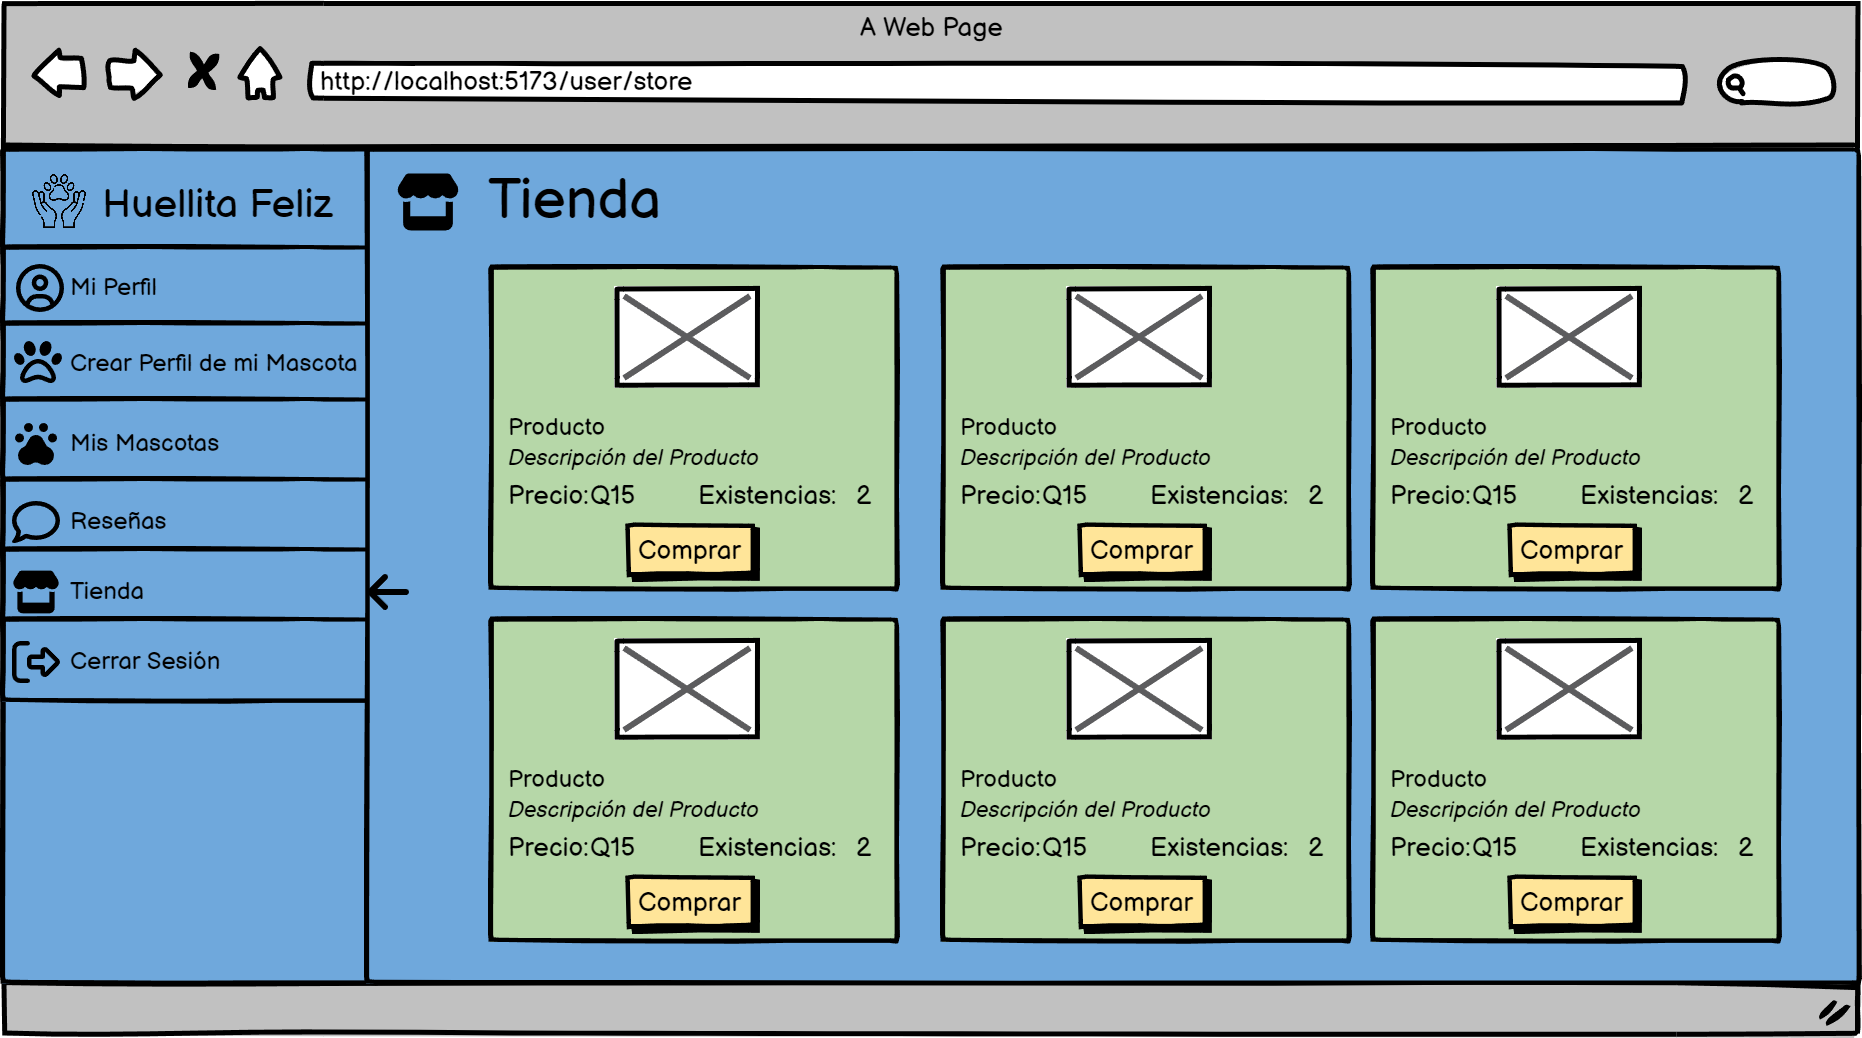 A Web Page
http://localhost:5173/user/store
Huellita Feliz
Mi Perfil
Crear Perfil de mi Mascota
Mis Mascotas
Reseñas
Tienda
Cerrar Sesión
Tienda
Producto
Descripción del Producto
Precio:Q15 Existencias: 2
Comprar
Producto
Descripción del Producto
Precio:Q15 Existencias: 2
Comprar
Producto
Descripción del Producto
Precio:Q15 Existencias: 2
Comprar
Producto
Descripción del Producto
Precio:Q15 Existencias: 2
Comprar
Producto
Descripción del Producto
Precio:Q15 Existencias: 2
Comprar
Producto
Descripción del Producto
Precio:Q15 Existencias: 2
Comprar